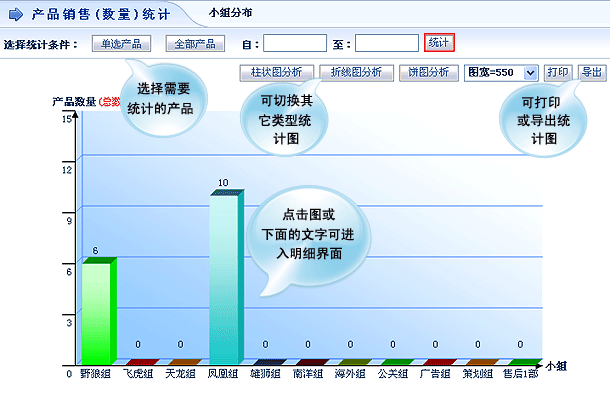 产品销售(数量)统计
小组分布
选择统计条件： 单选产品 全部产品 自： 至： 统计
柱状图分析 折线图分析 饼图分析 图宽=550 打印 导出
选择需要
统计的产品
可切换其
它类型统
计图
可打印
或导出统
计图
产品数量(总数
15
12
9
6
3
0
6
0
0
10
0
0
0
0
0
0
0
点击图或
下面的文字可进
入明细界面
野狼组 飞虎组 天龙组 凤凰组 雄狮组 南洋组 海外组 公关组 广告组 策划组 售后1部
小组